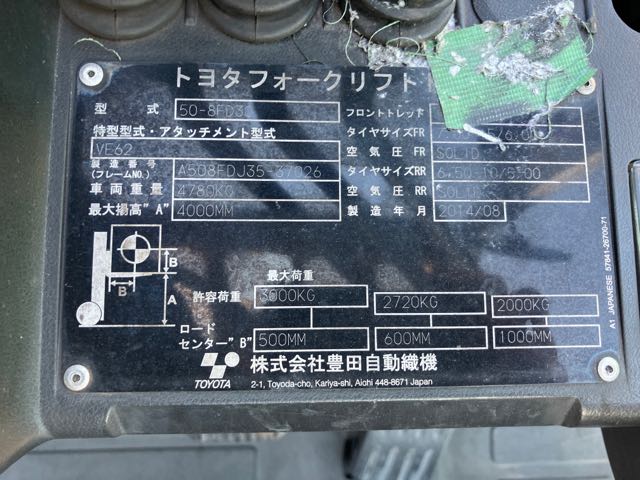 トヨタフォークリフト
型 式 50-8FD30 フロントトレッド
特型型式・アタッチメント型式 タイヤサイズFR
VE62 空気圧FR SOLID
製造番号 (フレームNO.) A508FDJ35-67026 タイヤサイズRR 6.50-10/5.00
車両重量 4780KG 空気圧RR SOLID
最大揚高"A" 4000MM 製造年月 2014/08
B
B A
最大荷重
許容荷重 3000KG 2720KG 2000KG
ロード
センター"B" 500MM 600MM 1000MM
TOYOTA 株式会社豊田自動織機
2-1, Toyoda-cho, Kariya-shi, Aichi 448-8671 Japan
A1 JAPANESE 57841-26700-71